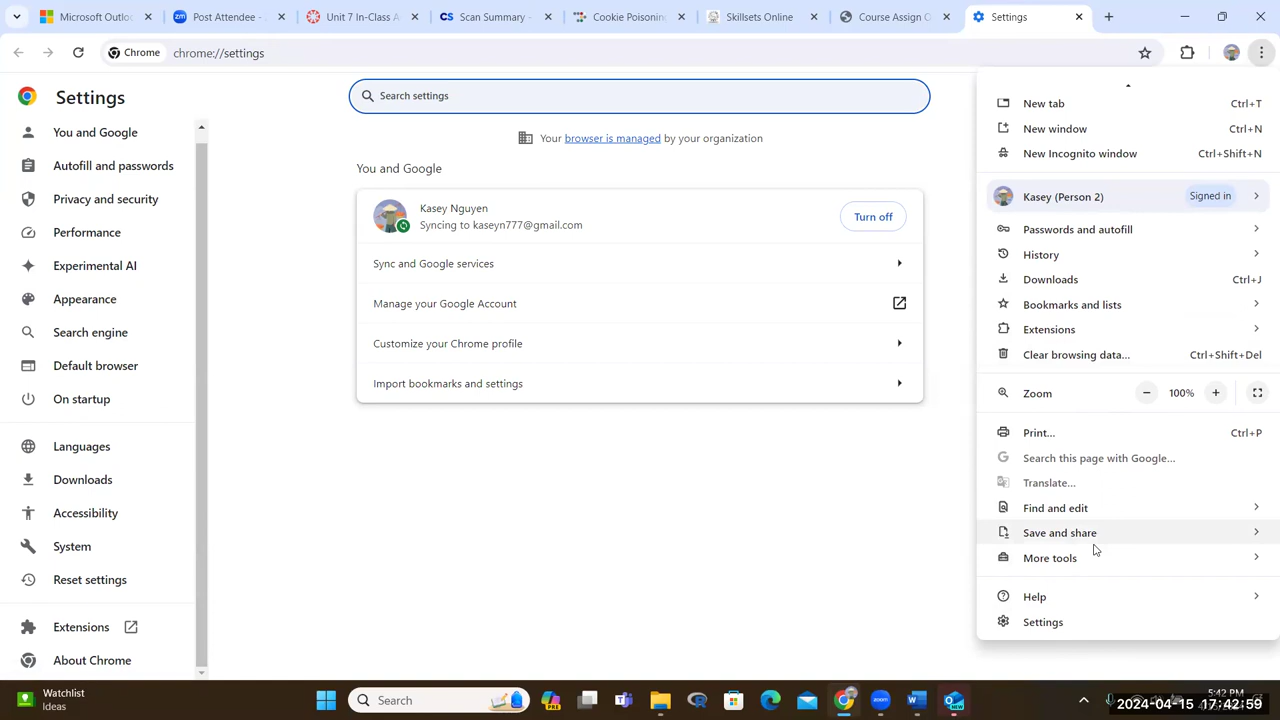 Microsoft Outlo
Post Attendee -
Unit 7 In-Class
Scan Summary -
Cookie Poisonin
Skillsets Online
Course Assign C
Settings
Chrome
chrome://settings
Settings
Search settings
Your browser is managed by your organization
You and Google
You and Google
Autofill and passwords
Privacy and security
Performance
Experimental AI
Appearance
Search engine
Default browser
On startup
Languages
Downloads
Accessibility
System
Reset settings
Extensions
About Chrome
Kasey Nguyen
Syncing to kaseyn777@gmail.com
Turn off
Sync and Google services
Manage your Google Account
Customize your Chrome profile
Import bookmarks and settings
New tab Ctrl+T
New window Ctrl+N
New Incognito window Ctrl+Shift+N
Kasey (Person 2) Signed in
Passwords and autofill
History
Downloads Ctrl+J
Bookmarks and lists
Extensions
Clear browsing data... Ctrl+Shift+Del
Zoom − 100% +
Print... Ctrl+P
Search this page with Google...
Translate...
Find and edit
Save and share
More tools
Help
Settings
Watchlist
Ideas
Search
5:42 PM
2024-04-15 17:42:59